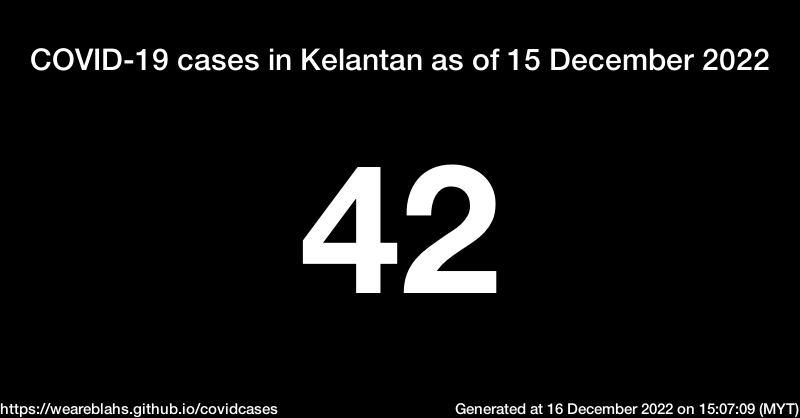 COVID-19 cases in Kelantan as of 15 December 2022
42
https://weareblahs.github.io/covidcases
Generated at 16 December 2022 on 15:07:09 (MYT)